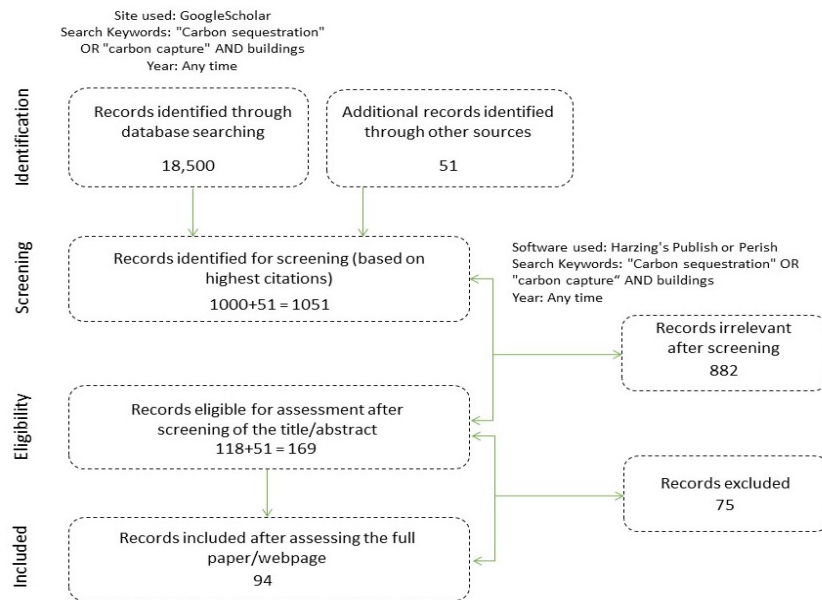 Site used: GoogleScholar
Search Keywords: "Carbon sequestration"
OR "carbon capture" AND buildings
Year: Any time
Identification
Records identified through
database searching
18,500
Additional records identified
through other sources
51
Screening
Records identified for screening (based on
highest citations)
1000+51 = 1051
Software used: Harzing's Publish or Perish
Search Keywords: "Carbon sequestration" OR
"carbon capture“ AND buildings
Year: Any time
Records irrelevant
after screening
882
Eligibility
Records eligible for assessment after
screening of the title/abstract
118+51 = 169
Records excluded
75
Included
Records included after assessing the full
paper/webpage
94